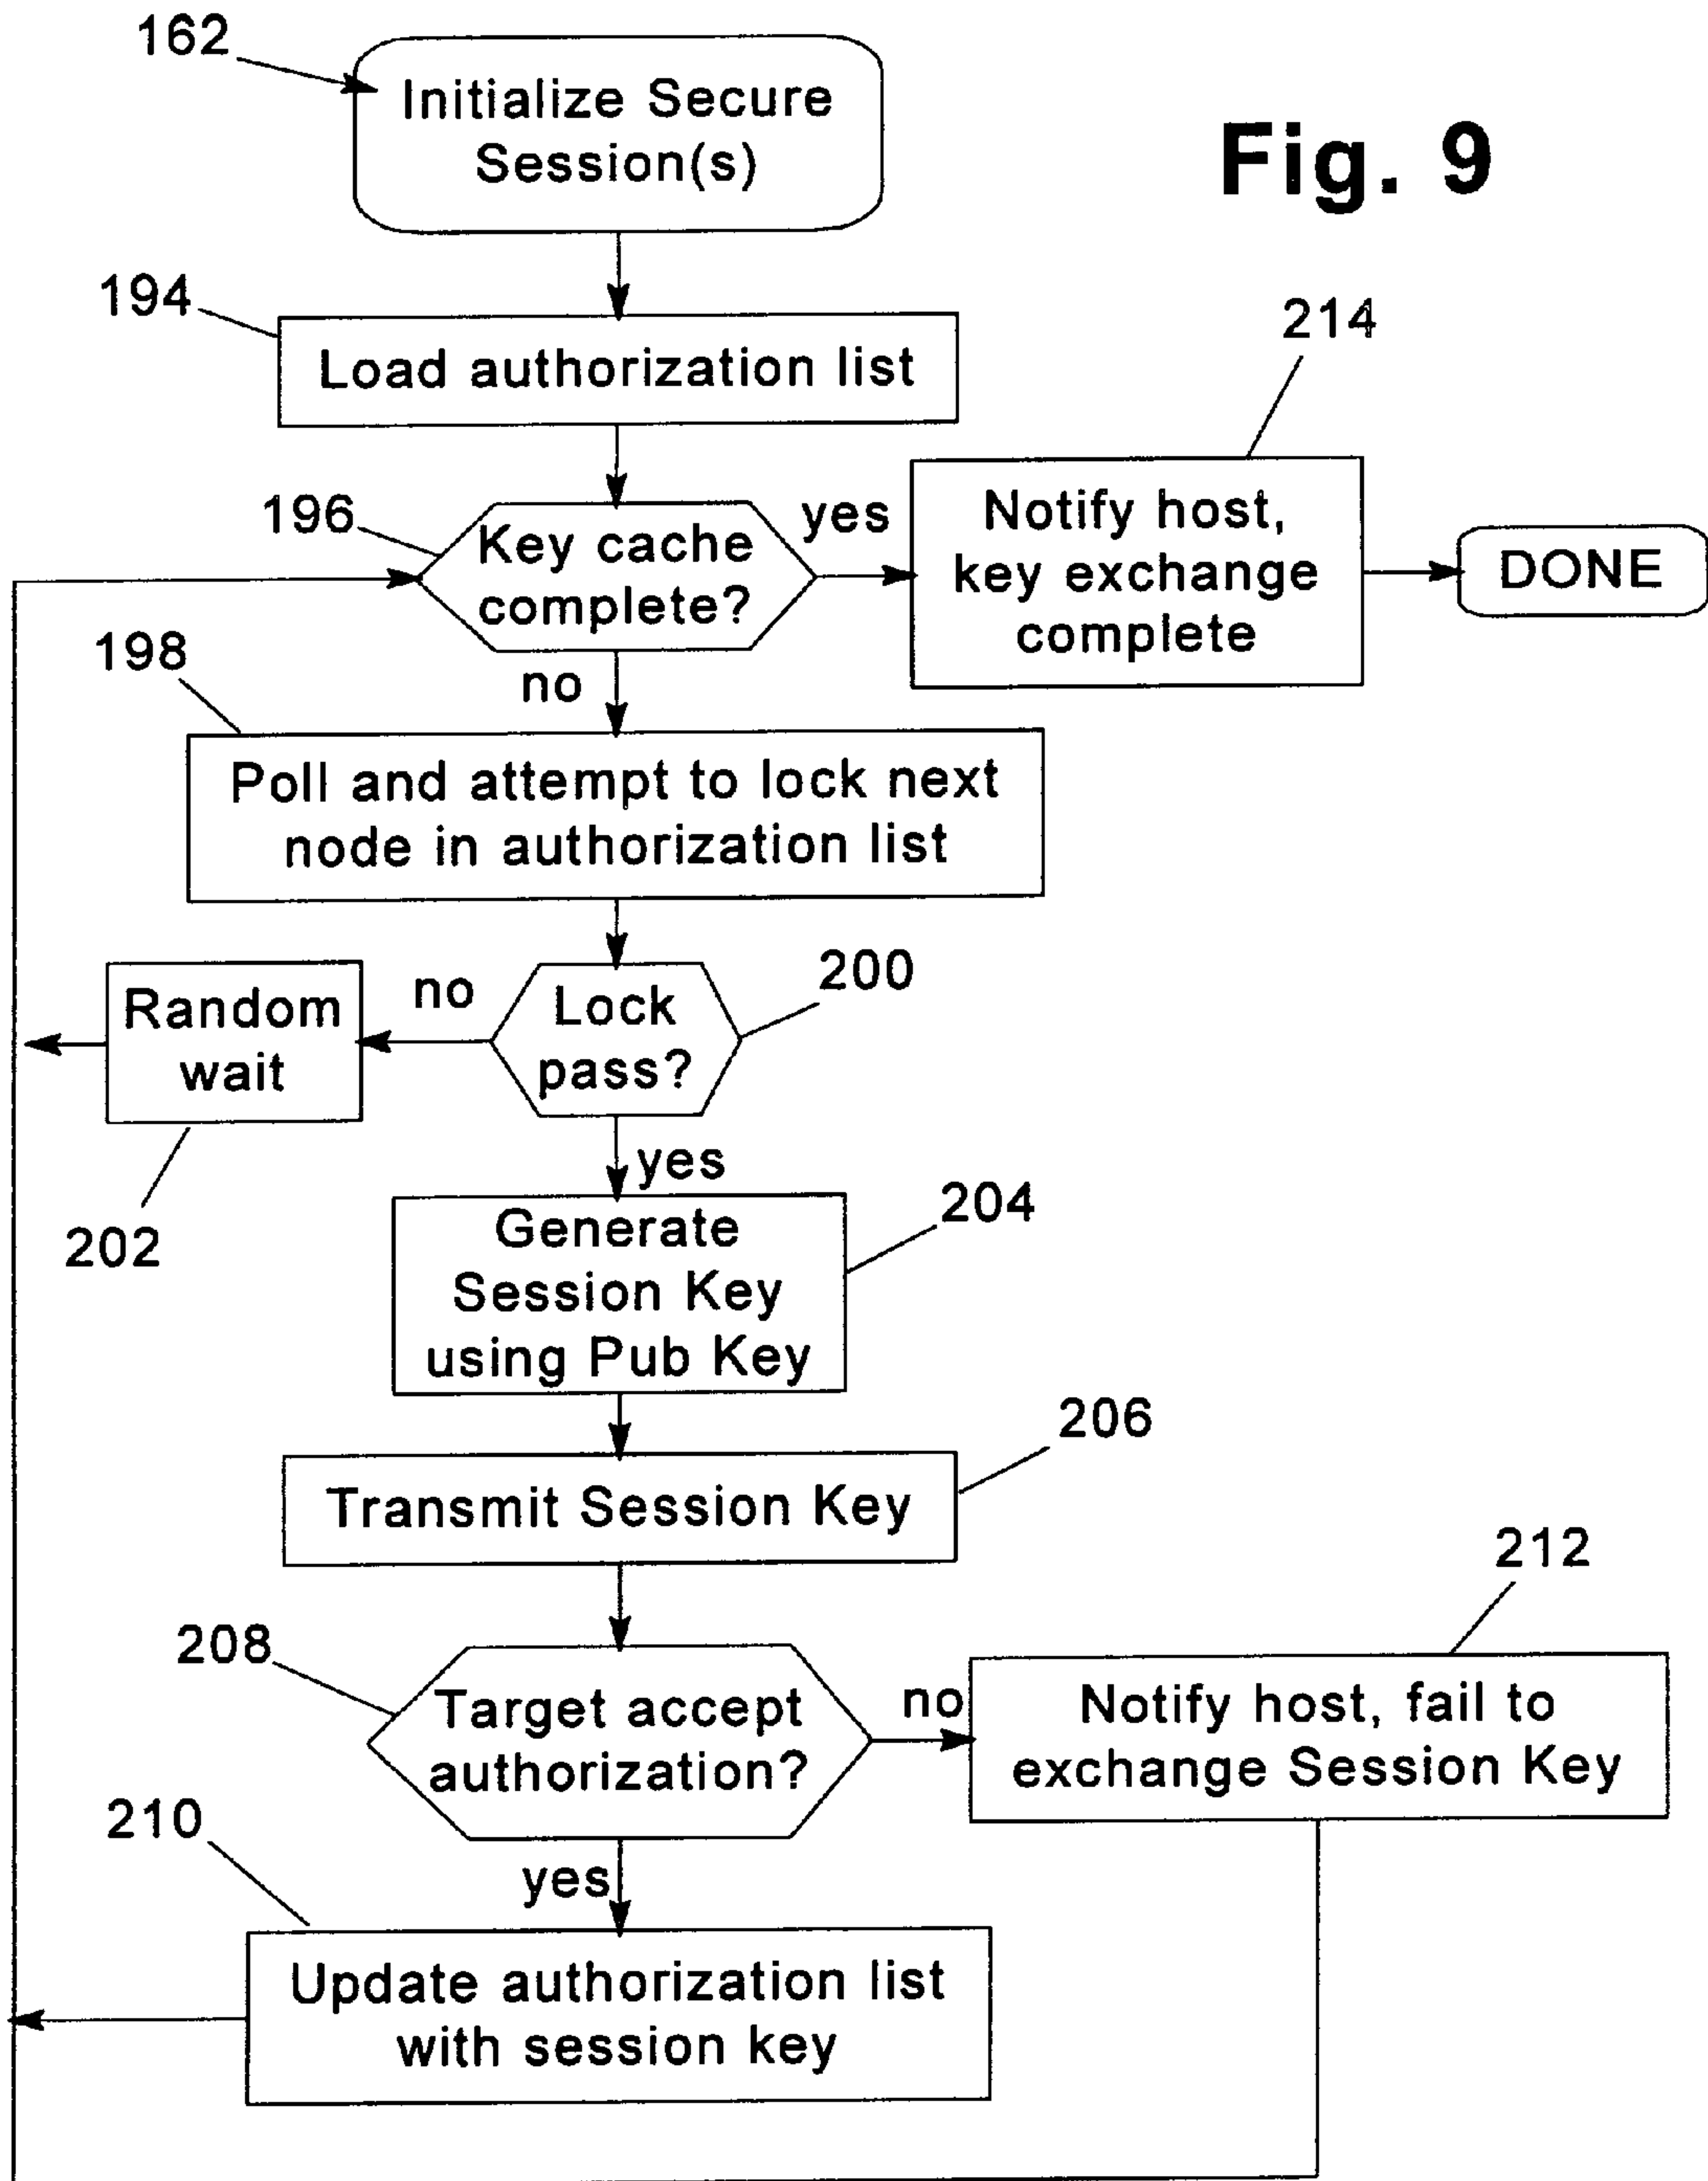 162
Initialize Secure
Session(s)
Fig. 9
194
Load authorization list
214
196
Key cache
complete?
yes
Notify host,
key exchange
complete
DONE
no
198
Poll and attempt to lock next
node in authorization list
200
Lock
pass?
no
Random
wait
202
yes
204
Generate
Session Key
using Pub Key
206
Transmit Session Key
208
Target accept
authorization?
no
212
Notify host, fail to
exchange Session Key
yes
210
Update authorization list
with session key